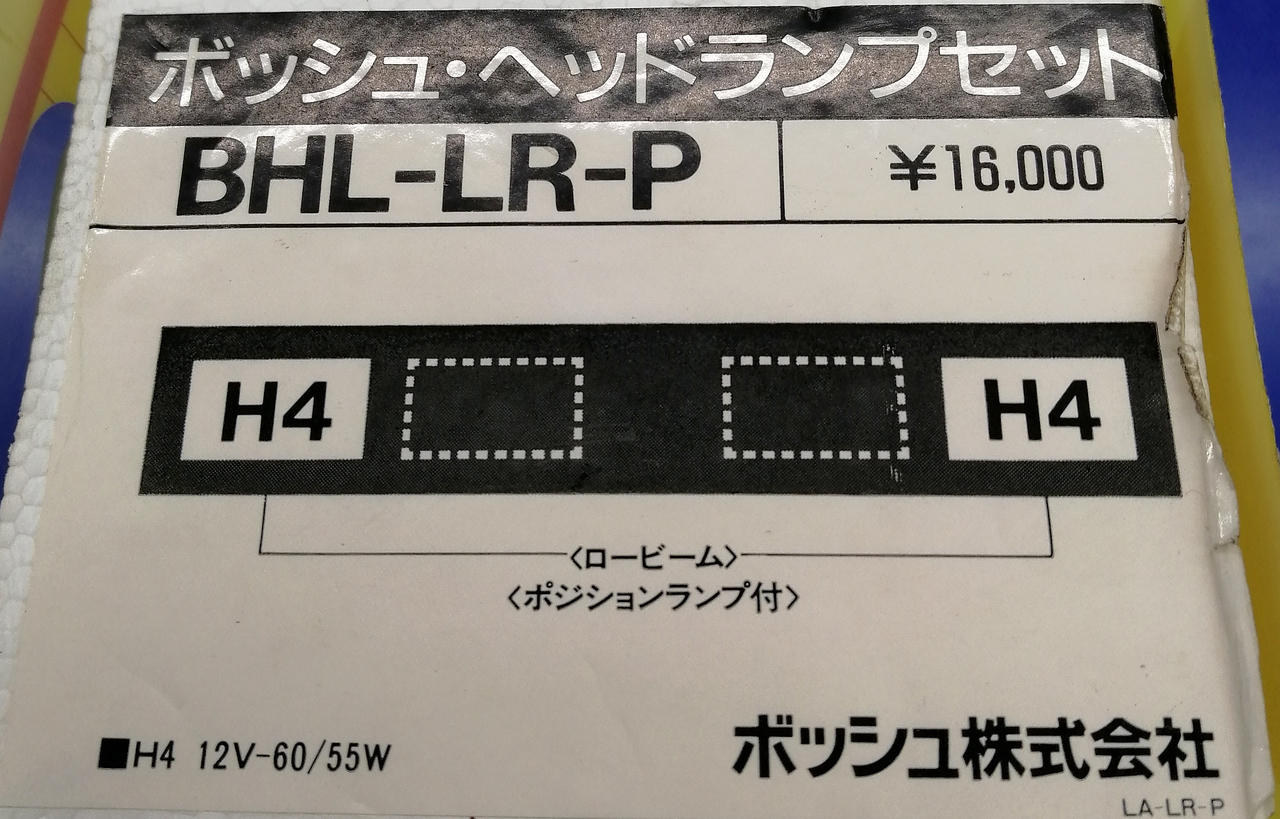 ボッシュ・ヘッドランプセット
BHL-LR-P ¥16,000
H4 H4
〈ロービーム〉
〈ポジションランプ付〉
■H4 12V-60/55W
ボッシュ株式会社
LA-LR-P